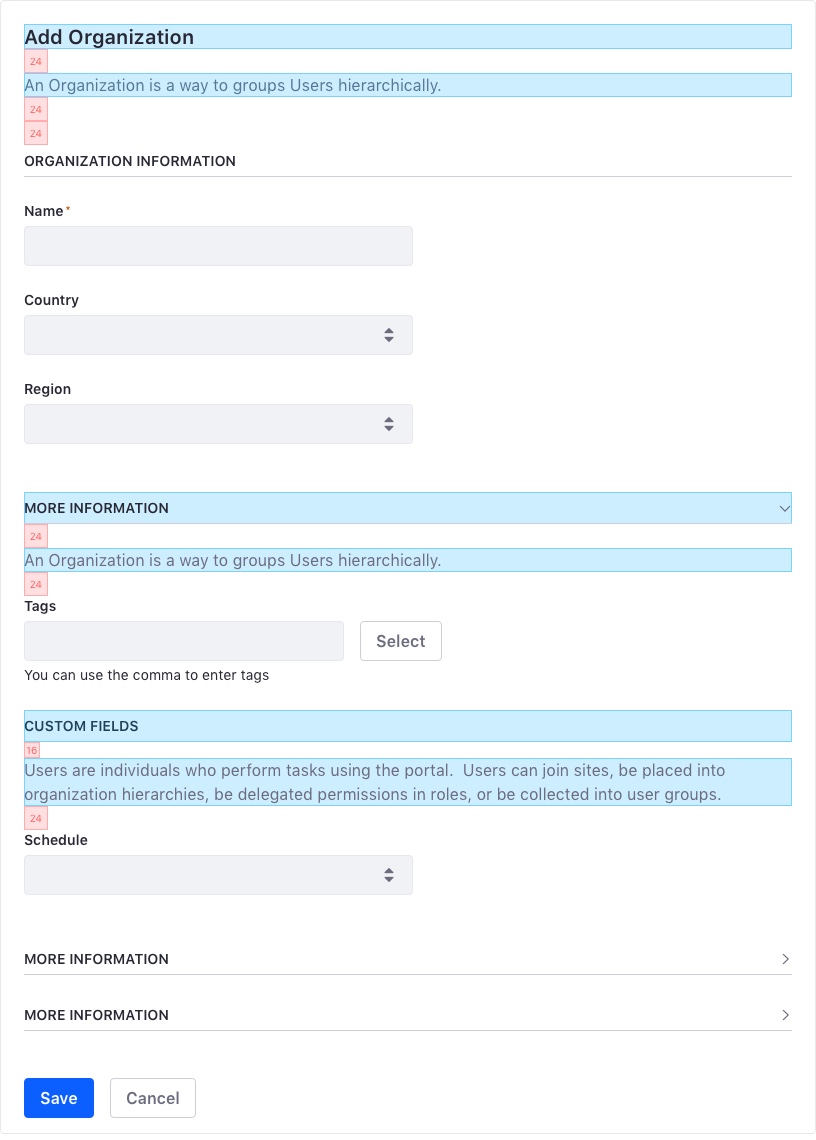 Add Organization
24
An Organization is a way to groups Users hierarchically.
24
24
ORGANIZATION INFORMATION
Name*
Country
Region
MORE INFORMATION
24
An Organization is a way to groups Users hierarchically.
24
Tags
Select
You can use the comma to enter tags
CUSTOM FIELDS
16
Users are individuals who perform tasks using the portal.  Users can join sites, be placed into
organization hierarchies, be delegated permissions in roles, or be collected into user groups.
24
Schedule
MORE INFORMATION
MORE INFORMATION
Save Cancel